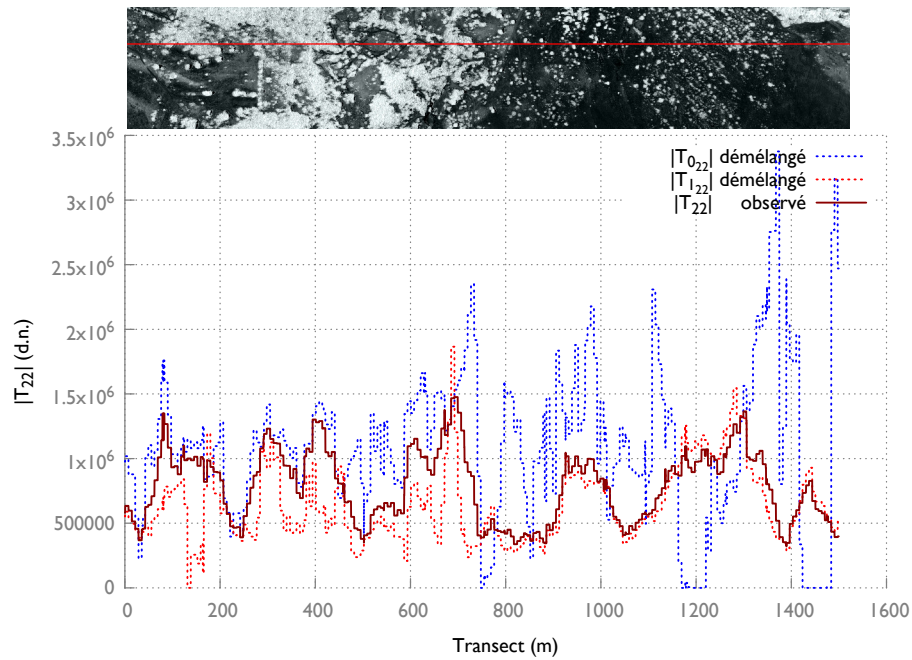 3.5x10⁶
3x10⁶
2.5x10⁶
2x10⁶
1.5x10⁶
1x10⁶
500000
0
|T₂₂| (d.n.)
|T₀₂₂| démélangé
|T₁₂₂| démélangé
|T₂₂| observé
0 200 400 600 800 1000 1200 1400 1600
Transect (m)